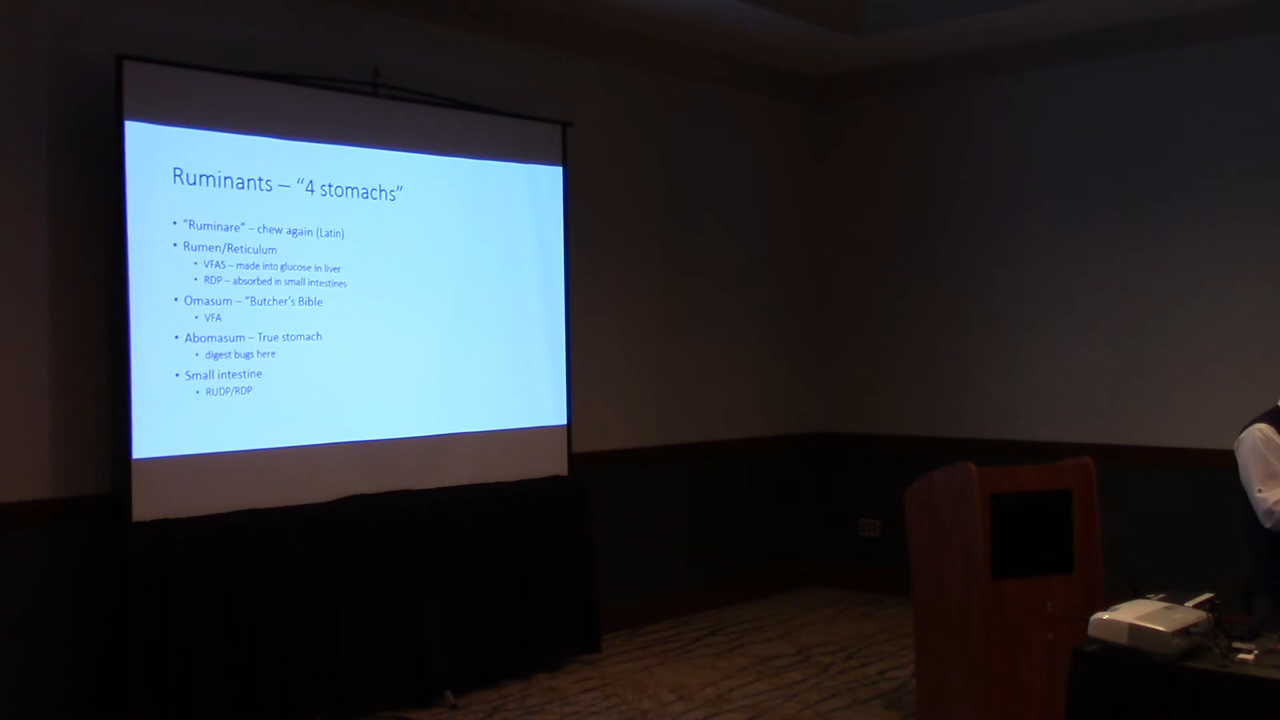 Ruminants – “4 stomachs”
• “Ruminare” – chew again (Latin)
• Rumen/Reticulum
• VFAS – made into glucose in liver
• RDP – absorbed in small intestines
• Omasum – “Butcher’s Bible
• VFA
• Abomasum – True stomach
• digest bugs here
• Small intestine
• RUDP/RDP